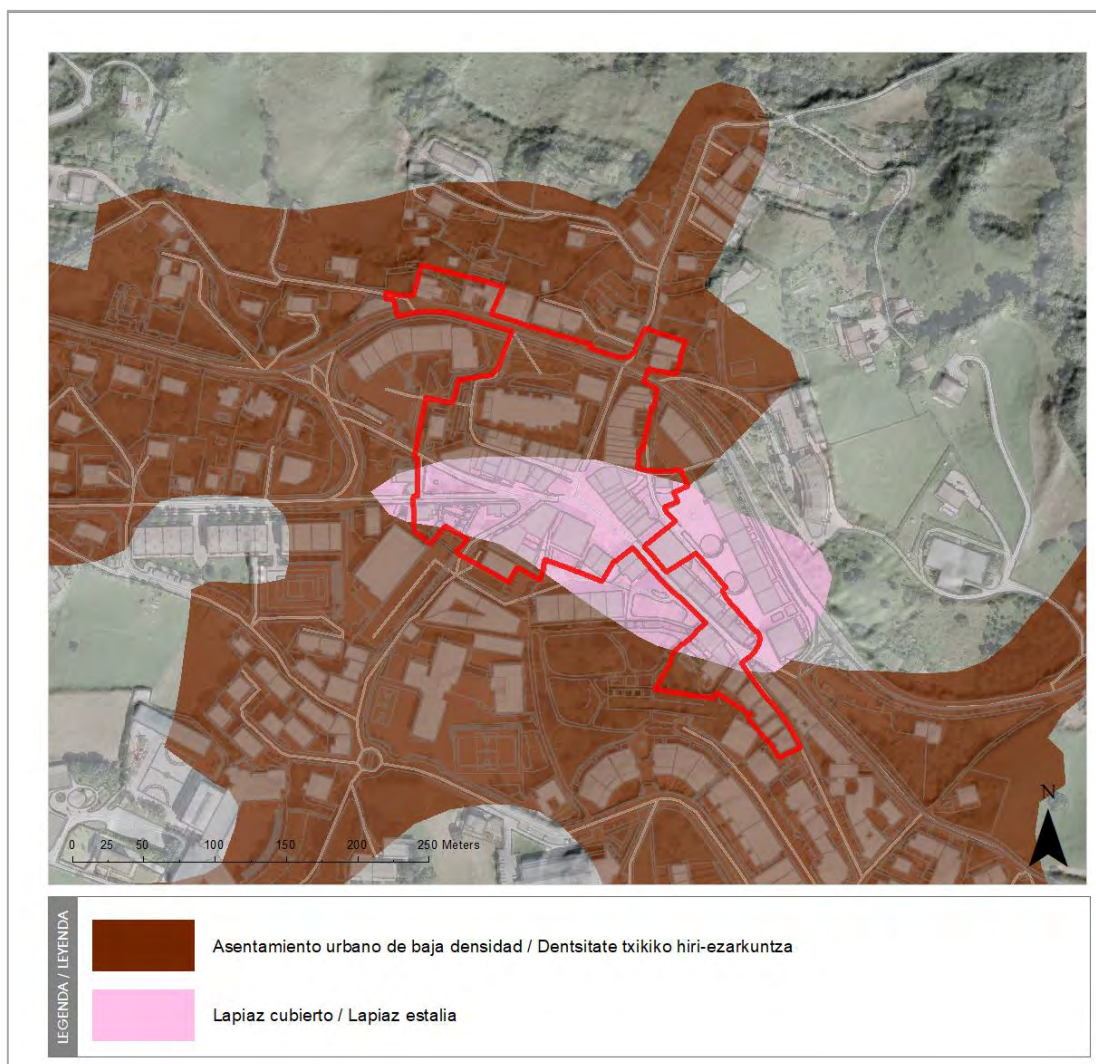 N
0 25 50 100 150 200 250 Meters
LEGENDA / LEYENDA
Asentamiento urbano de baja densidad / Dentsitate txikiko hiri-ezarkuntza
Lapiaz cubierto / Lapiaz estalia